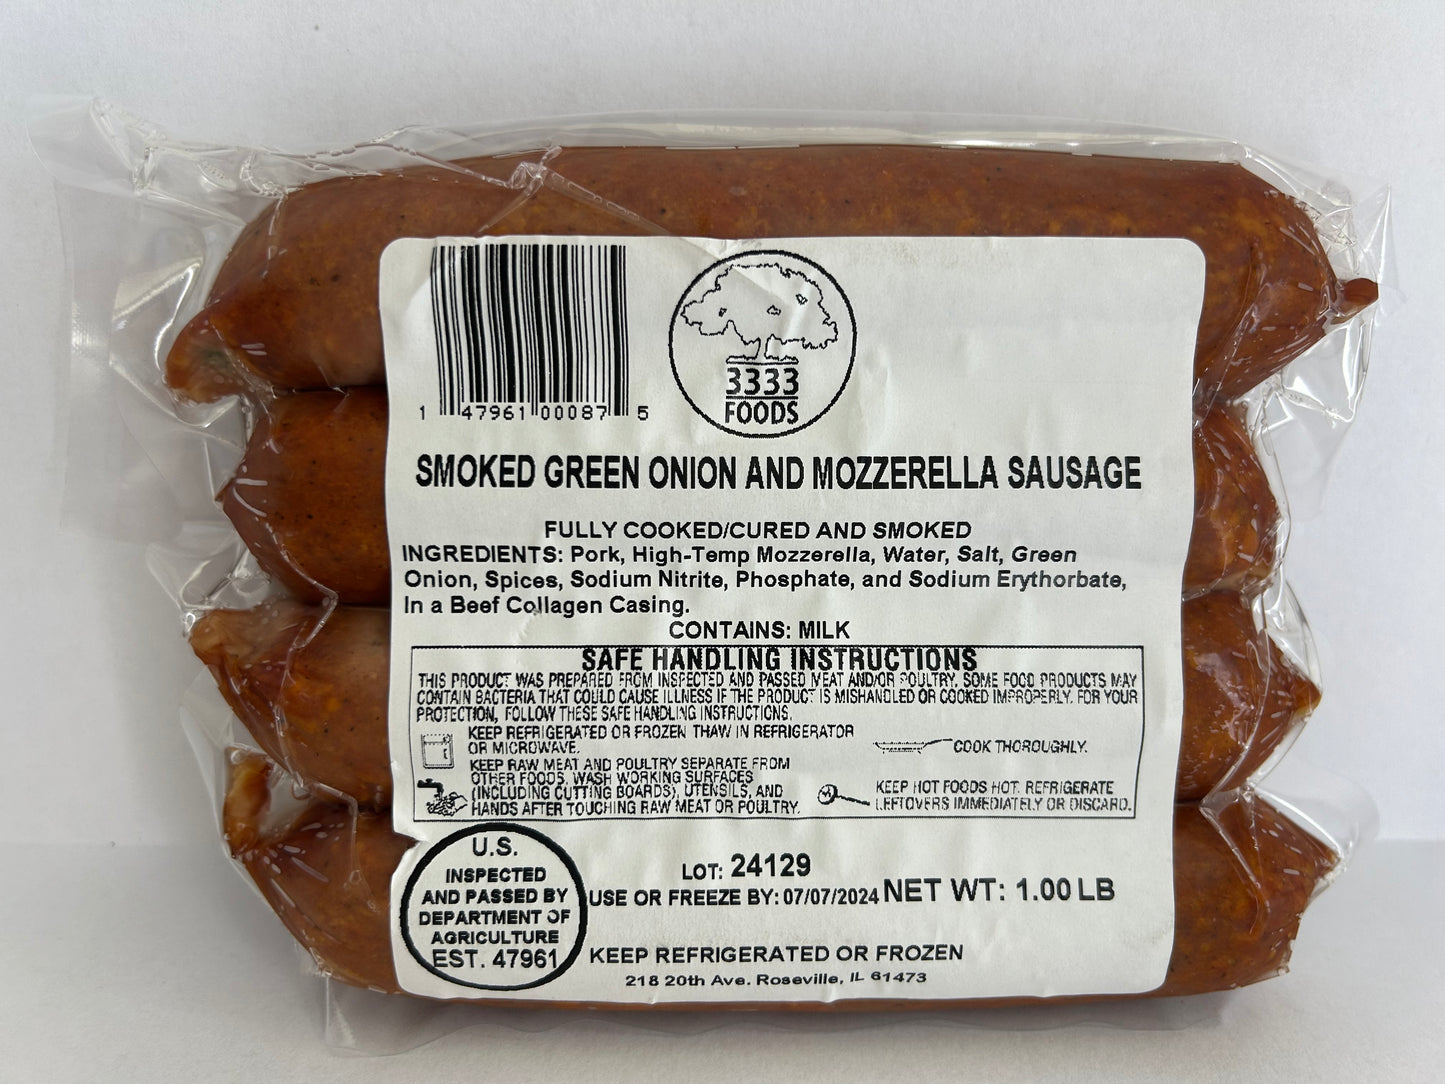 1 47961 00087 5
3333
FOODS
SMOKED GREEN ONION AND MOZZERELLA SAUSAGE
FULLY COOKED/CURED AND SMOKED
INGREDIENTS: Pork, High-Temp Mozzerella, Water, Salt, Green
Onion, Spices, Sodium Nitrite, Phosphate, and Sodium Erythorbate,
In a Beef Collagen Casing.
CONTAINS: MILK
SAFE HANDLING INSTRUCTIONS
THIS PRODUCT WAS PREPARED FROM INSPECTED AND PASSED MEAT AND/OR POULTRY. SOME FOOD PRODUCTS MAY
CONTAIN BACTERIA THAT COULD CAUSE ILLNESS IF THE PRODUCT IS MISHANDLED OR COOKED IMPROPERLY. FOR YOUR
PROTECTION, FOLLOW THESE SAFE HANDLING INSTRUCTIONS.
KEEP REFRIGERATED OR FROZEN THAW IN REFRIGERATOR
OR MICROWAVE.
KEEP RAW MEAT AND POULTRY SEPARATE FROM
OTHER FOODS. WASH WORKING SURFACES
(INCLUDING CUTTING BOARDS), UTENSILS, AND
HANDS AFTER TOUCHING RAW MEAT OR POULTRY.
COOK THOROUGHLY.
KEEP HOT FOODS HOT. REFRIGERATE
LEFTOVERS IMMEDIATELY OR DISCARD.
U.S.
INSPECTED
AND PASSED BY
DEPARTMENT OF
AGRICULTURE
EST. 47961
LOT: 24129
USE OR FREEZE BY: 07/07/2024
NET WT: 1.00 LB
KEEP REFRIGERATED OR FROZEN
218 20th Ave. Roseville, IL 61473